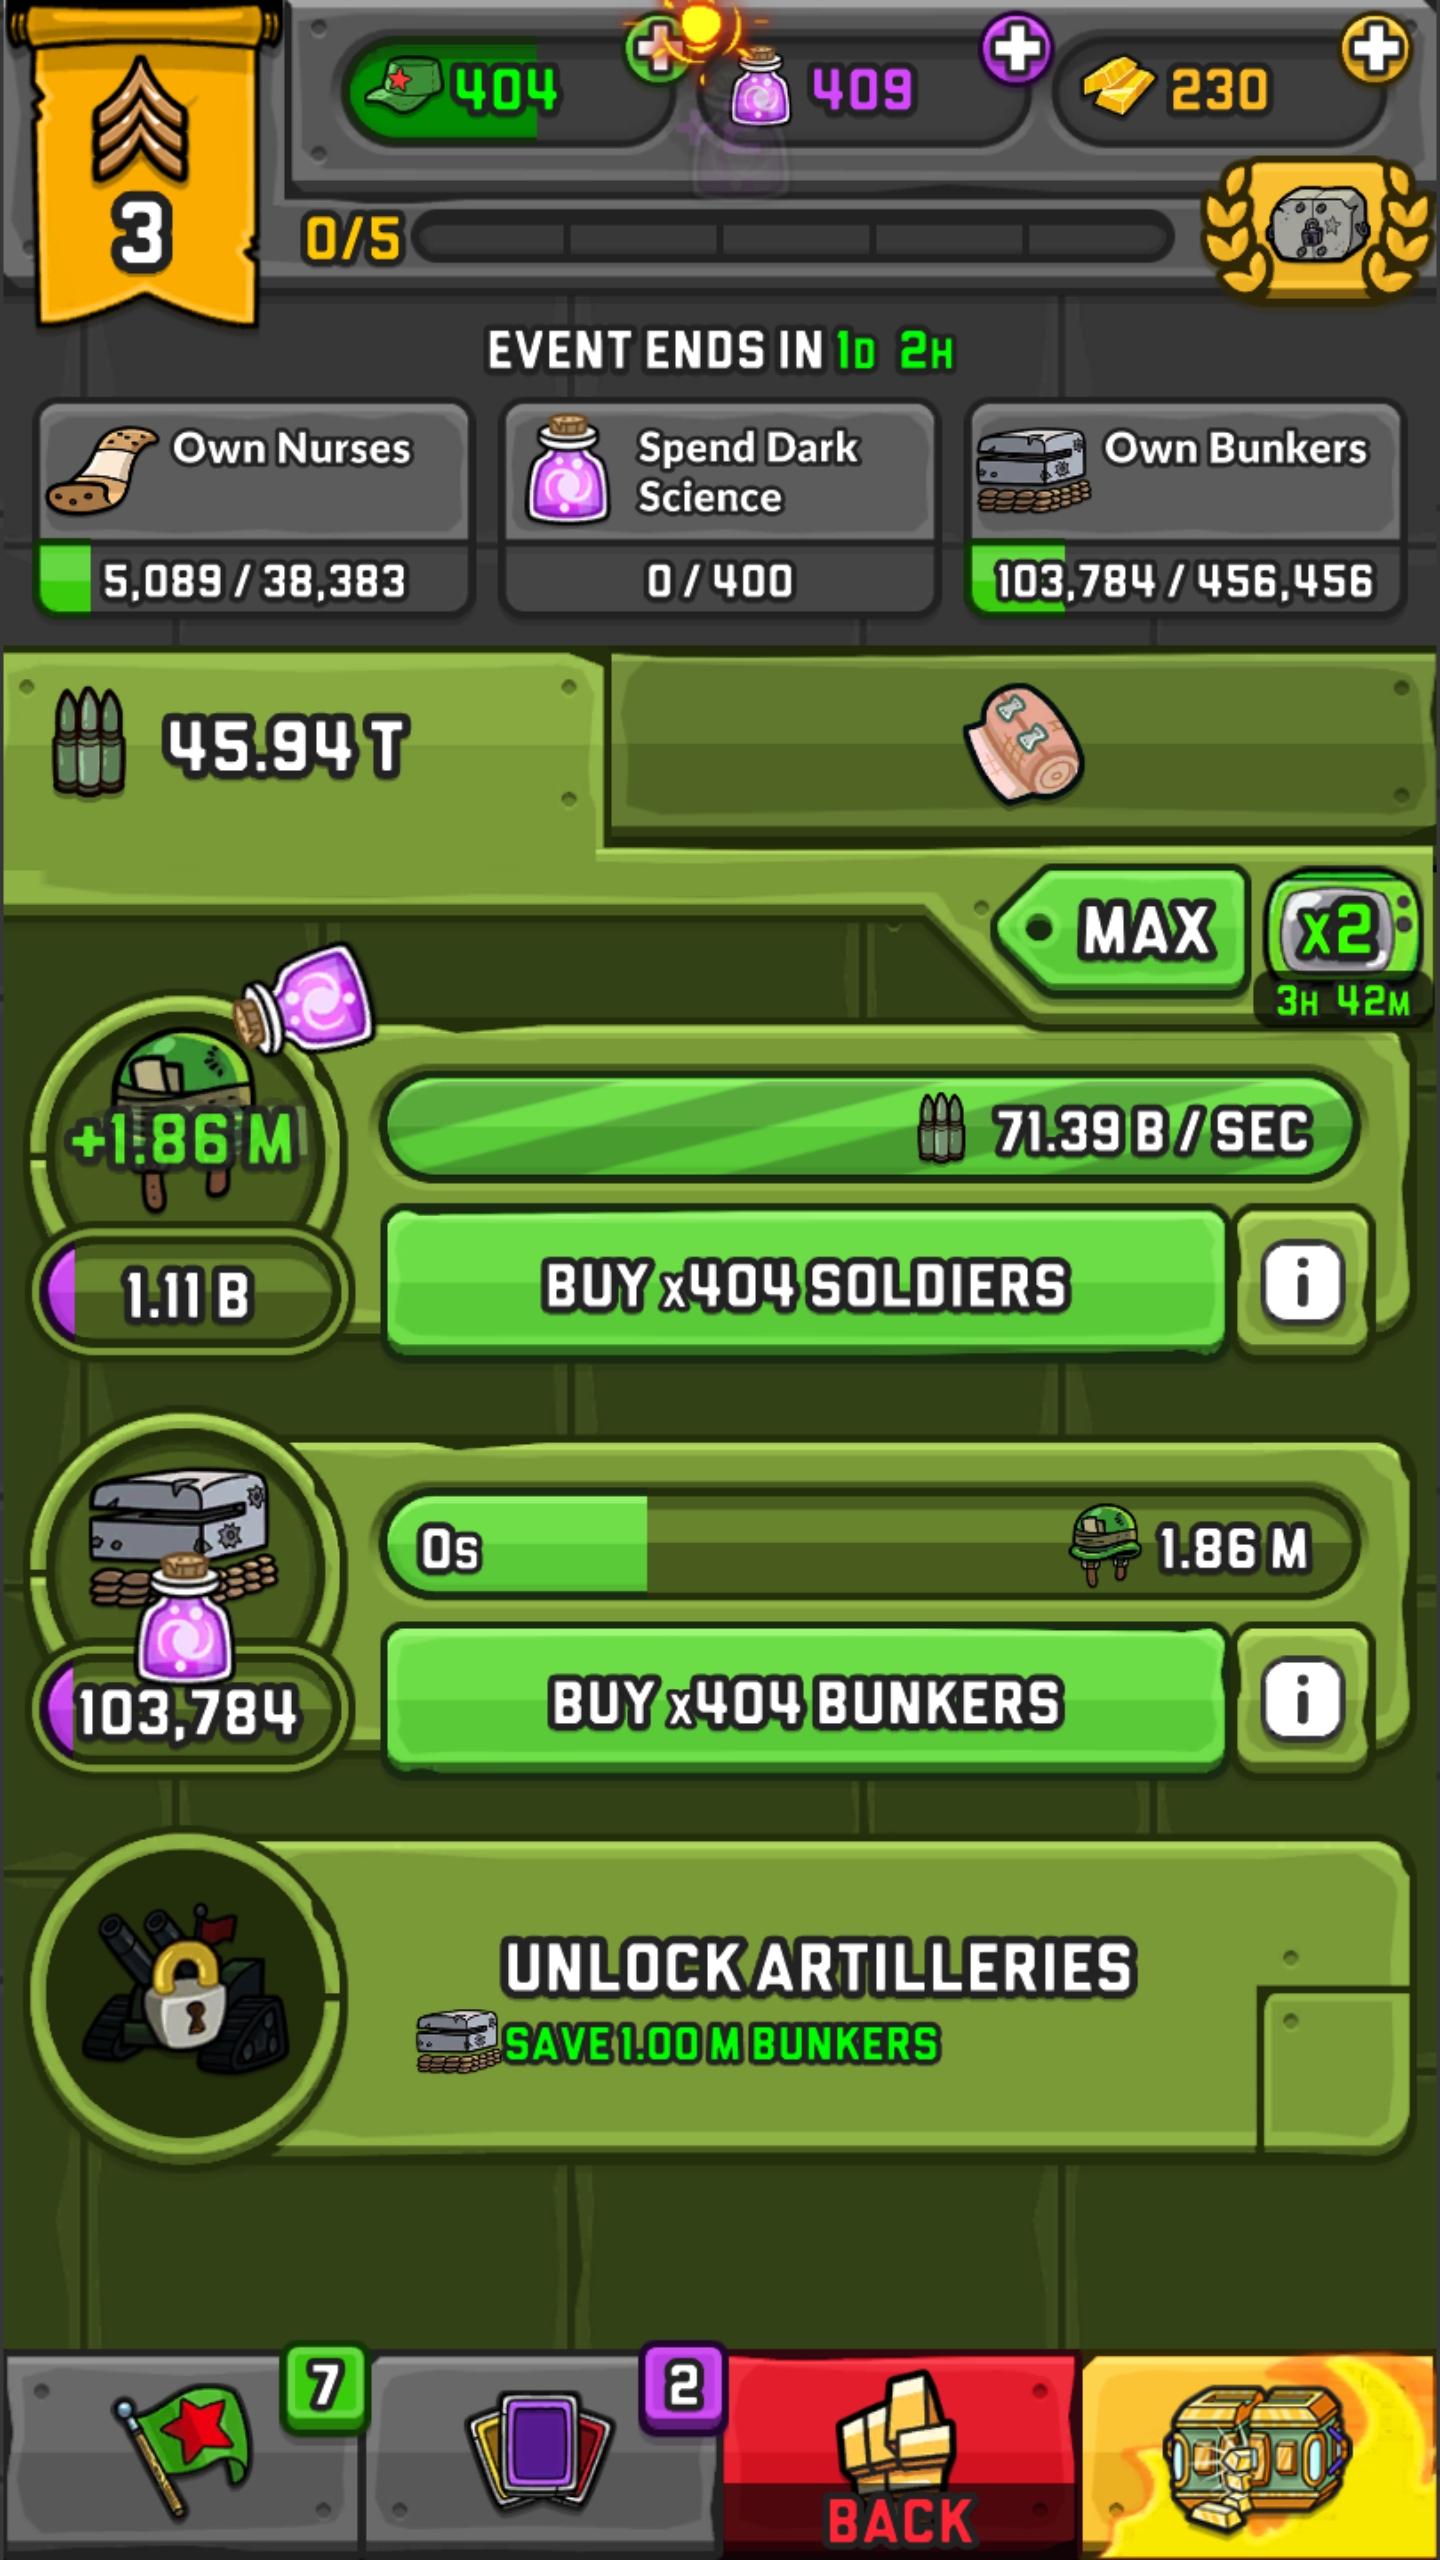 404
409
230
3
0/5
EVENT ENDS IN 1D 2H
Own Nurses
5,089 / 38,383
Spend Dark
Science
0 / 400
Own Bunkers
103,784 / 456,456
45.94 T
MAX
x2
3H 42M
+1.86 M
71.39 B / SEC
1.11 B
BUY x404 SOLDIERS
i
0s
1.86 M
103,784
BUY x404 BUNKERS
i
UNLOCK ARTILLERIES
SAVE 1.00 M BUNKERS
7
2
BACK